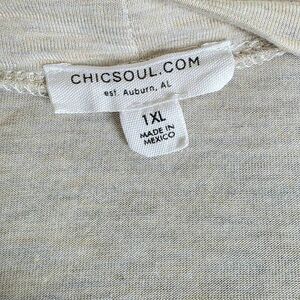 CHICSOUL.COM
est. Auburn, AL
1XL
MADE IN
MEXICO